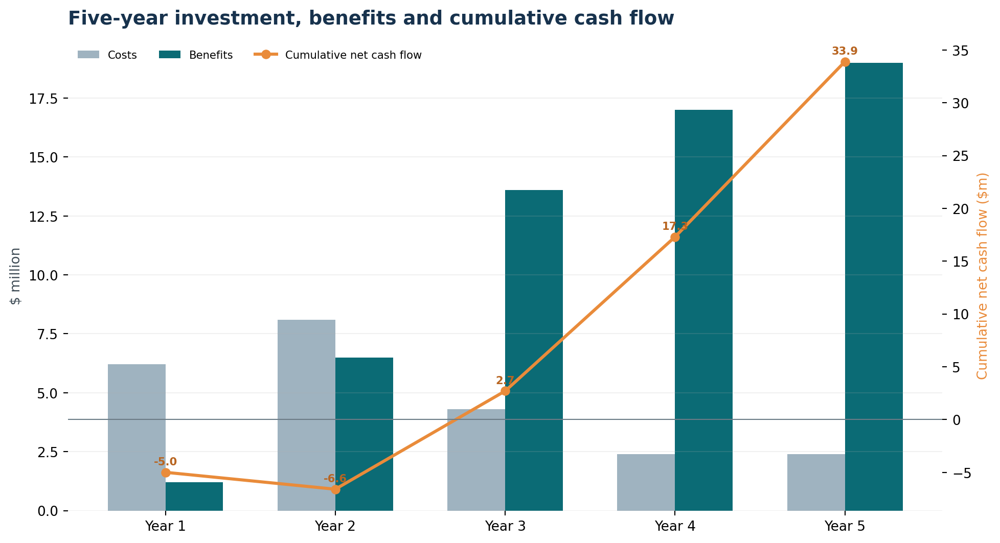 Five-year investment, benefits and cumulative cash flow
Costs
Benefits
Cumulative net cash flow
$ million
17.5
15.0
12.5
10.0
7.5
5.0
2.5
0.0
-5.0
-6.6
2.7
17.3
33.9
35
30
25
20
15
10
5
0
−5
Cumulative net cash flow ($m)
Year 1
Year 2
Year 3
Year 4
Year 5